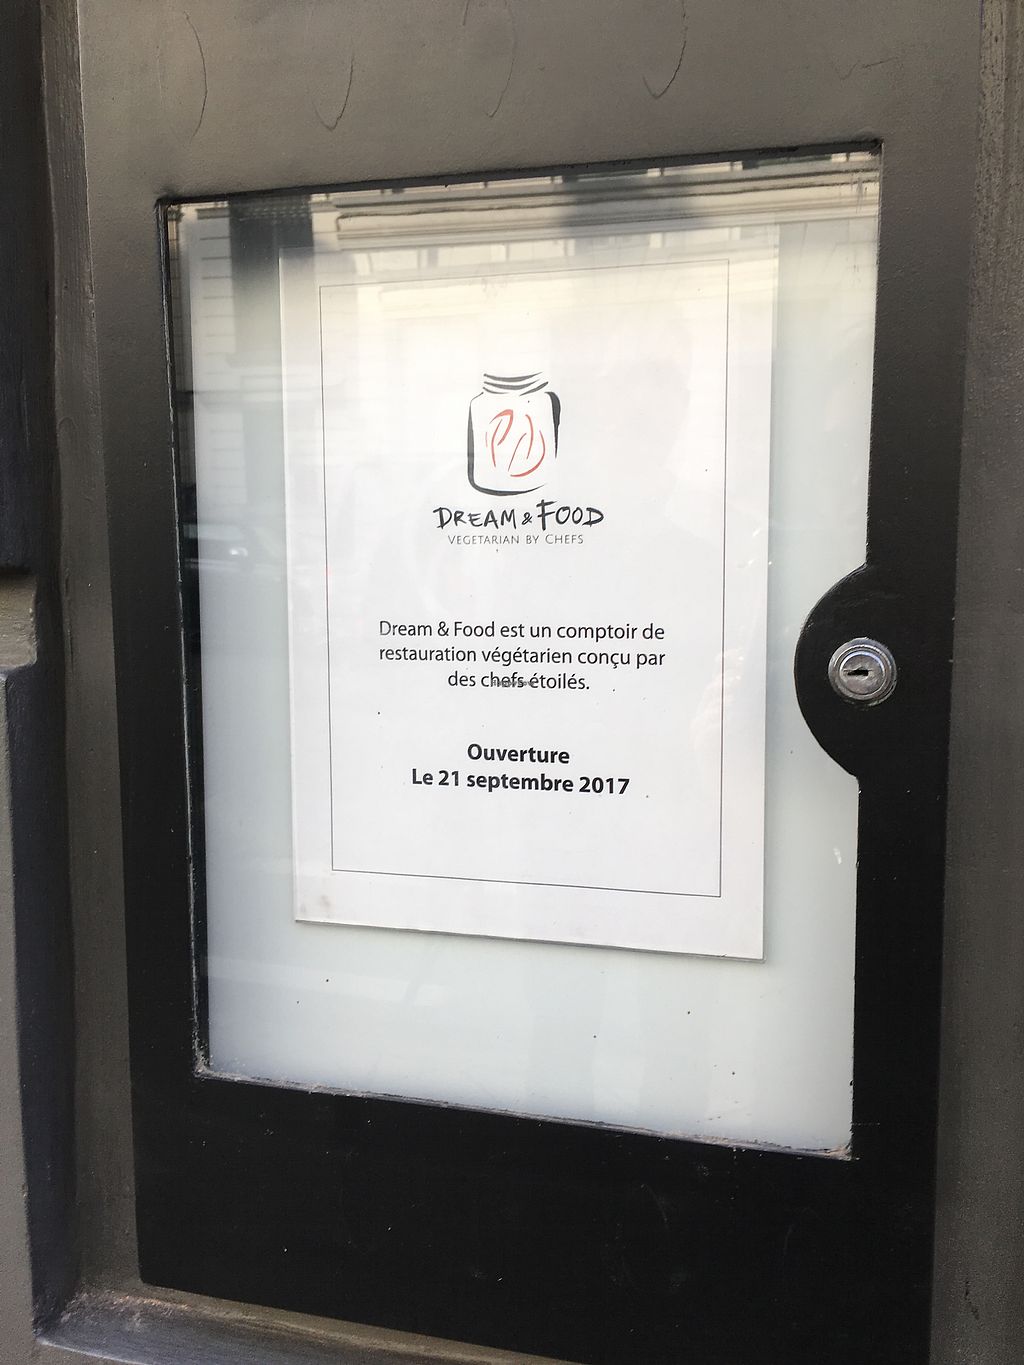 DREAM & FOOD
VEGETARIAN BY CHEFS
Dream & Food est un comptoir de
restauration végétarien conçu par
des chefs étoilés.
Ouverture
Le 21 septembre 2017